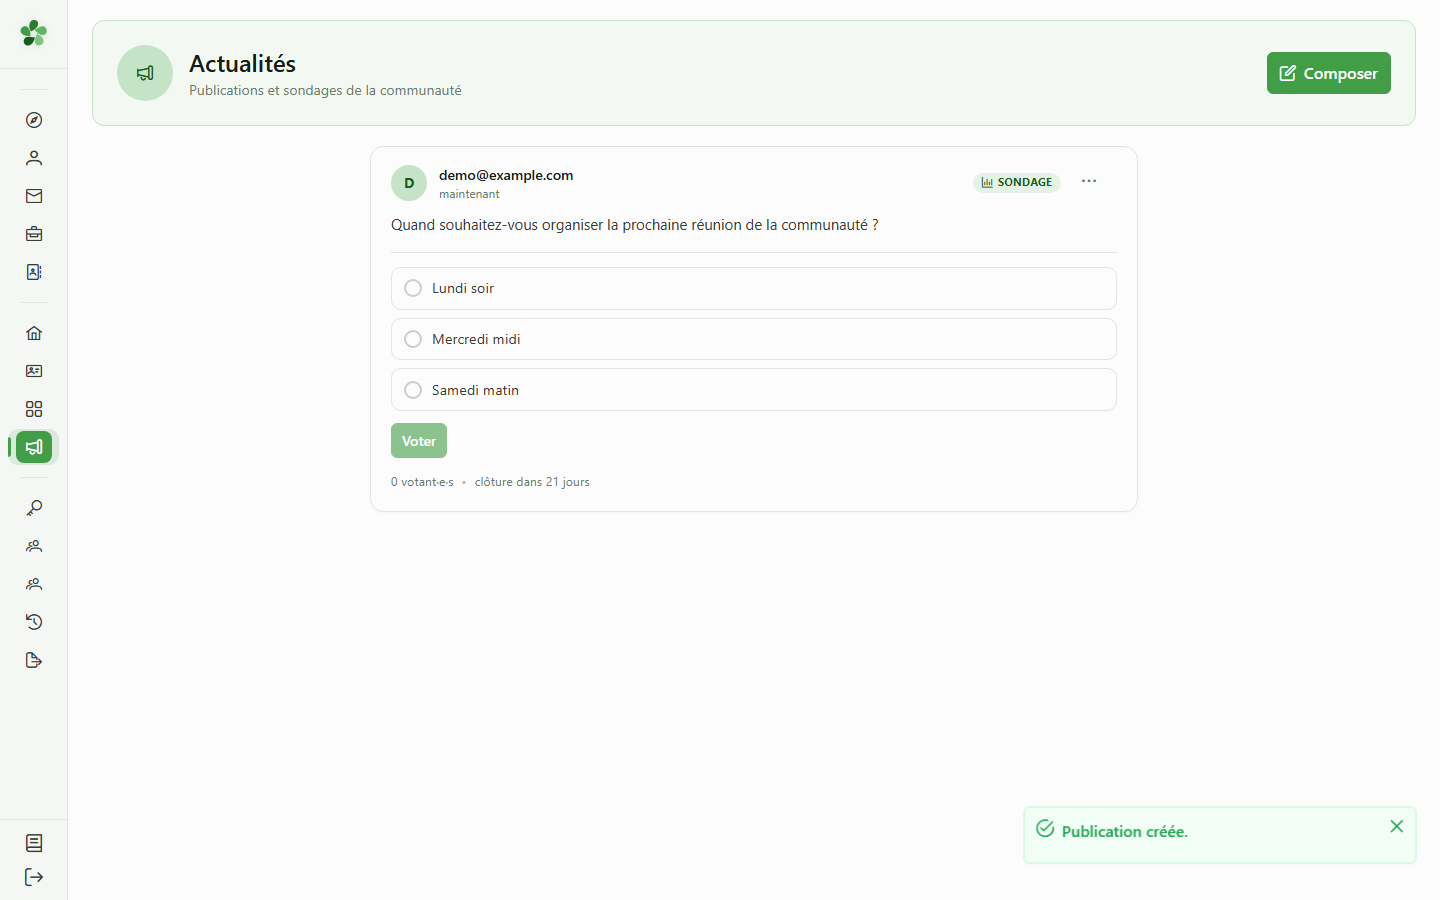 Actualités
Publications et sondages de la communauté
Composer
D
demo@example.com
maintenant
SONDAGE
Quand souhaitez-vous organiser la prochaine réunion de la communauté ?
Lundi soir
Mercredi midi
Samedi matin
Voter
0 votant·e·s • clôture dans 21 jours
Publication créée.